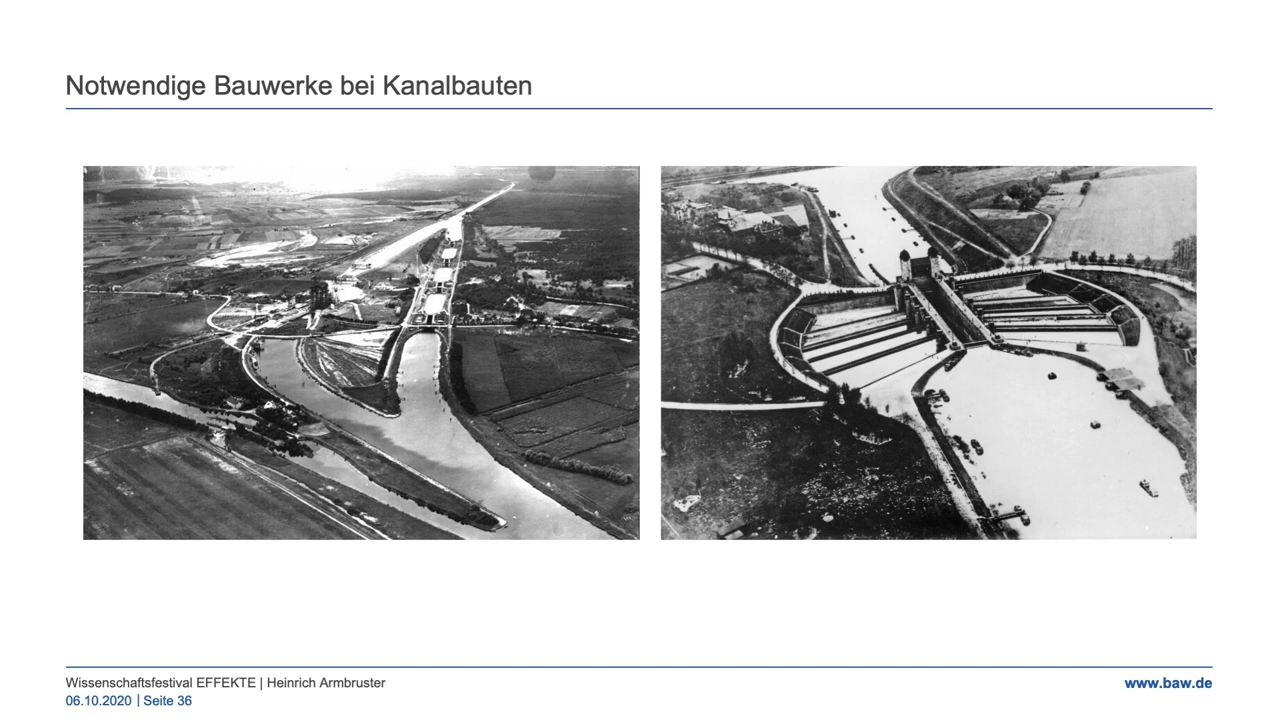 Notwendige Bauwerke bei Kanalbauten
Wissenschaftsfestival EFFEKTE | Heinrich Armbruster
06.10.2020 | Seite 36
www.baw.de